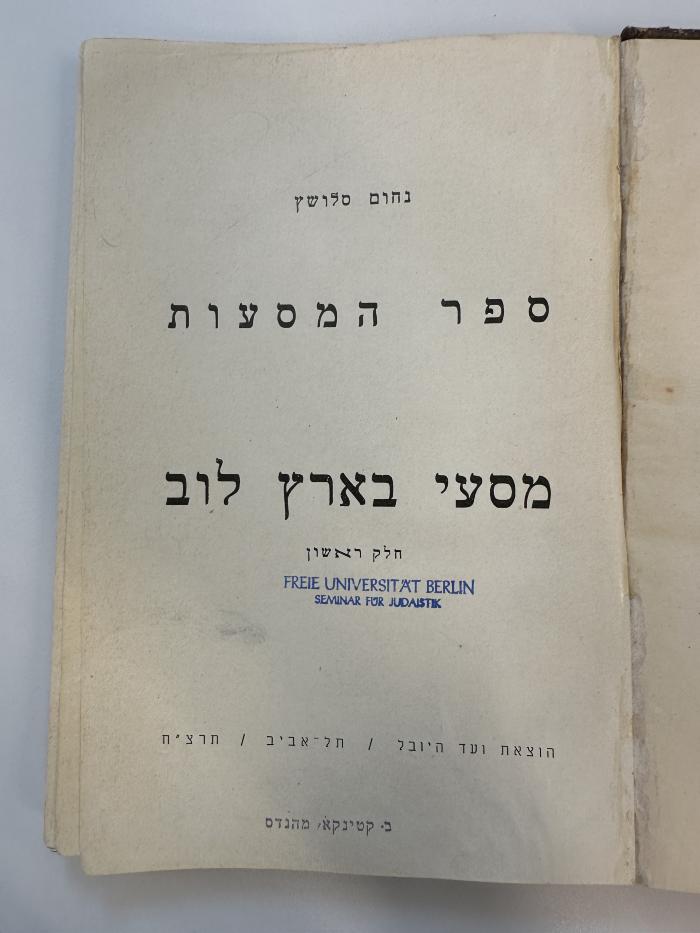 נחום סלושץ
ספר המסעות
מסעי בארץ לוב
חלק ראשון
FREIE UNIVERSITÄT BERLIN
SEMINAR FÜR JUDAISTIK
הוצאת ועד היובל / תל־אביב / תרצ"ח
ב. קטינקא, מהנדס